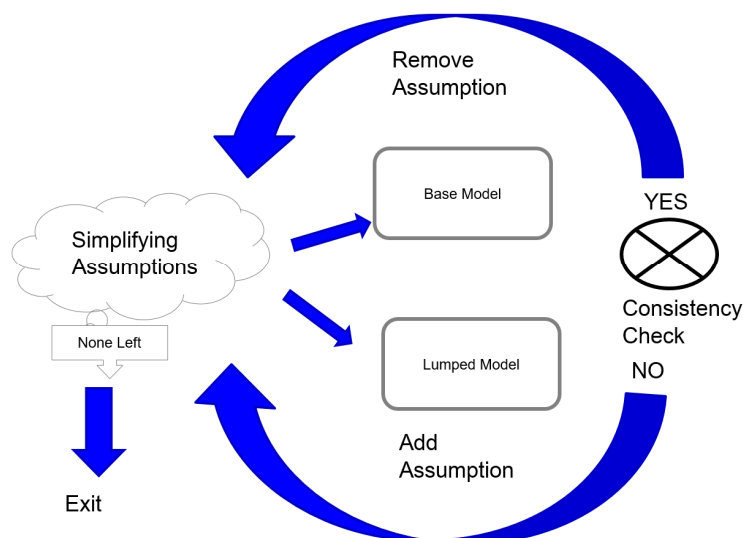 Remove
Assumption
Base Model
YES
Simplifying
Assumptions
Consistency
Check
None Left
Lumped Model
NO
Add
Assumption
Exit